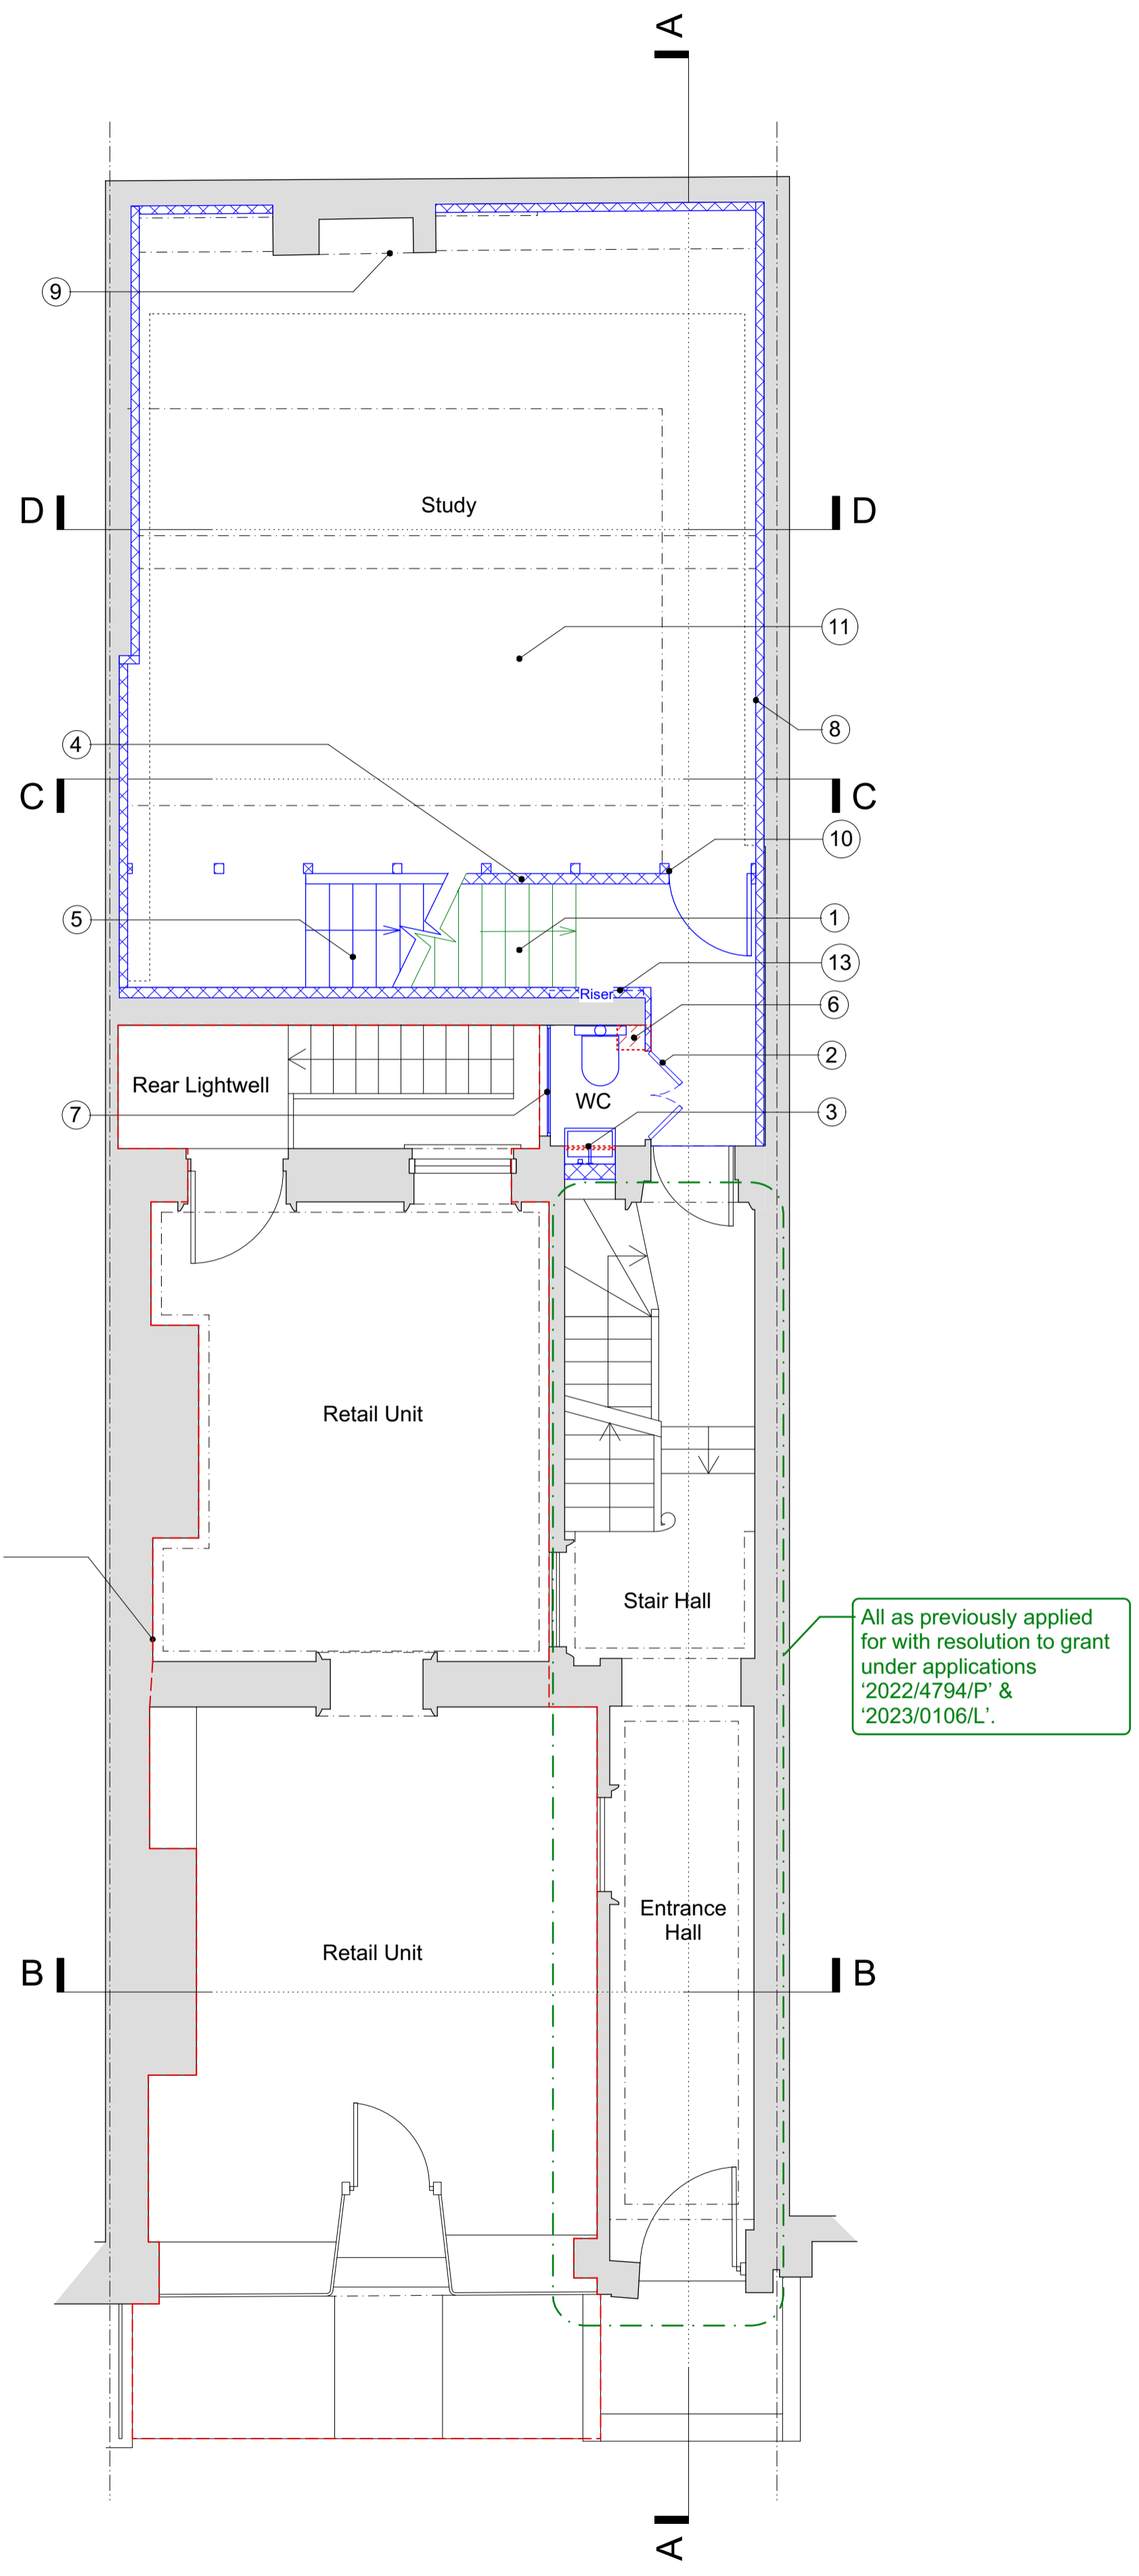 A
9
Study
D
D
11
8
4
C
C
10
5
1
13
Riser
6
2
Rear Lightwell
WC
3
7
Retail Unit
Stair Hall
All as previously applied
for with resolution to grant
under applications
‘2022/4794/P’ &
‘2023/0106/L’.
Entrance
Hall
Retail Unit
B
B
A